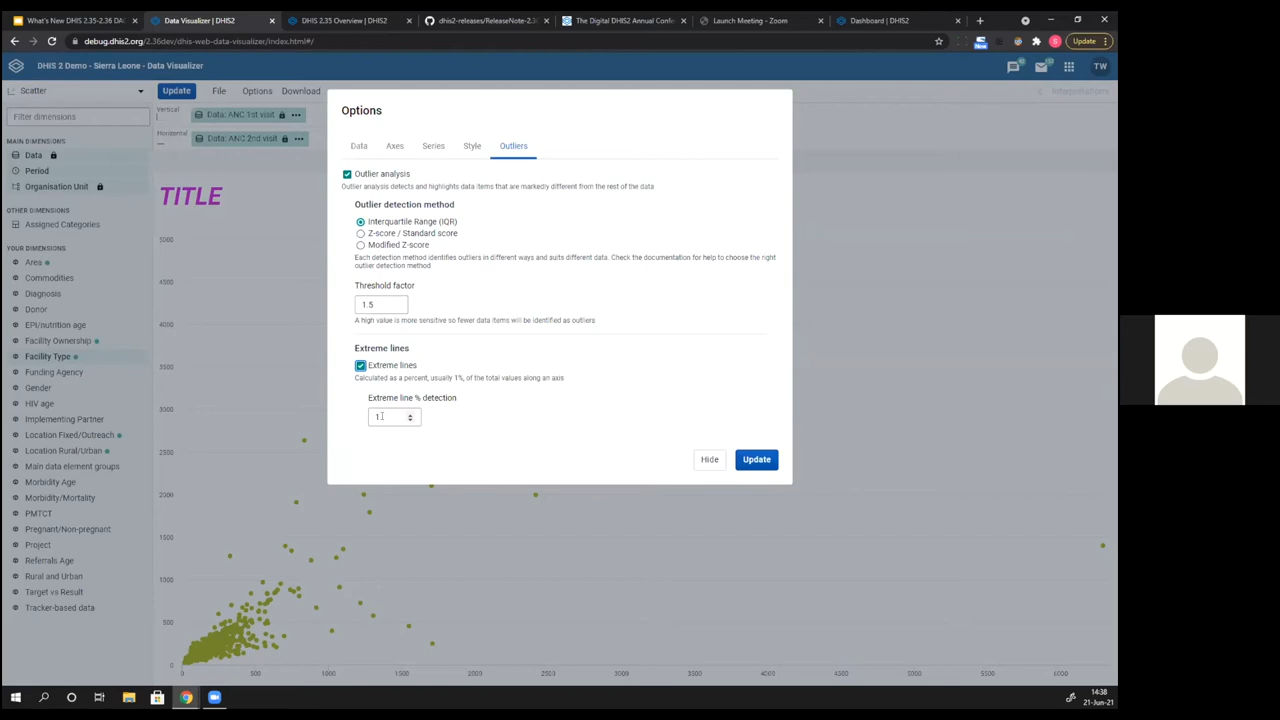 What's New DHIS 2.35-2.36 DAC
Data Visualizer | DHIS2
DHIS 2.35 Overview | DHIS2
dhis2-releases/ReleaseNote-2.3
The Digital DHIS2 Annual Confe
Launch Meeting - Zoom
Dashboard | DHIS2
debug.dhis2.org/2.36dev/dhis-web-data-visualizer/index.html#/
New
S
Update
DHIS 2 Demo - Sierra Leone - Data Visualizer
TW
Scatter
Update
File
Options
Download
Interpretations
Filter dimensions
Vertical
Data: ANC 1st visit
Horizontal
Data: ANC 2nd visit
MAIN DIMENSIONS
Data
Period
Organisation Unit
OTHER DIMENSIONS
Assigned Categories
YOUR DIMENSIONS
Area
Commodities
Diagnosis
Donor
EPI/nutrition age
Facility Ownership
Facility Type
Funding Agency
Gender
HIV age
Implementing Partner
Location Fixed/Outreach
Location Rural/Urban
Main data element groups
Morbidity Age
Morbidity/Mortality
PMTCT
Pregnant/Non-pregnant
Project
Referrals Age
Rural and Urban
Target vs Result
Tracker-based data
TITLE
5000
4500
4000
3500
3000
2500
2000
1500
1000
500
0
0
500
1000
1500
2000
2500
3000
3500
4000
4500
5000
5500
6000
Options
Data
Axes
Series
Style
Outliers
Outlier analysis
Outlier analysis detects and highlights data items that are markedly different from the rest of the data
Outlier detection method
Interquartile Range (IQR)
Z-score / Standard score
Modified Z-score
Each detection method identifies outliers in different ways and suits different data. Check the documentation for help to choose the right
outlier detection method
Threshold factor
1.5
A high value is more sensitive so fewer data items will be identified as outliers
Extreme lines
Extreme lines
Calculated as a percent, usually 1%, of the total values along an axis
Extreme line % detection
1
Hide
Update
14:38
21-Jun-21